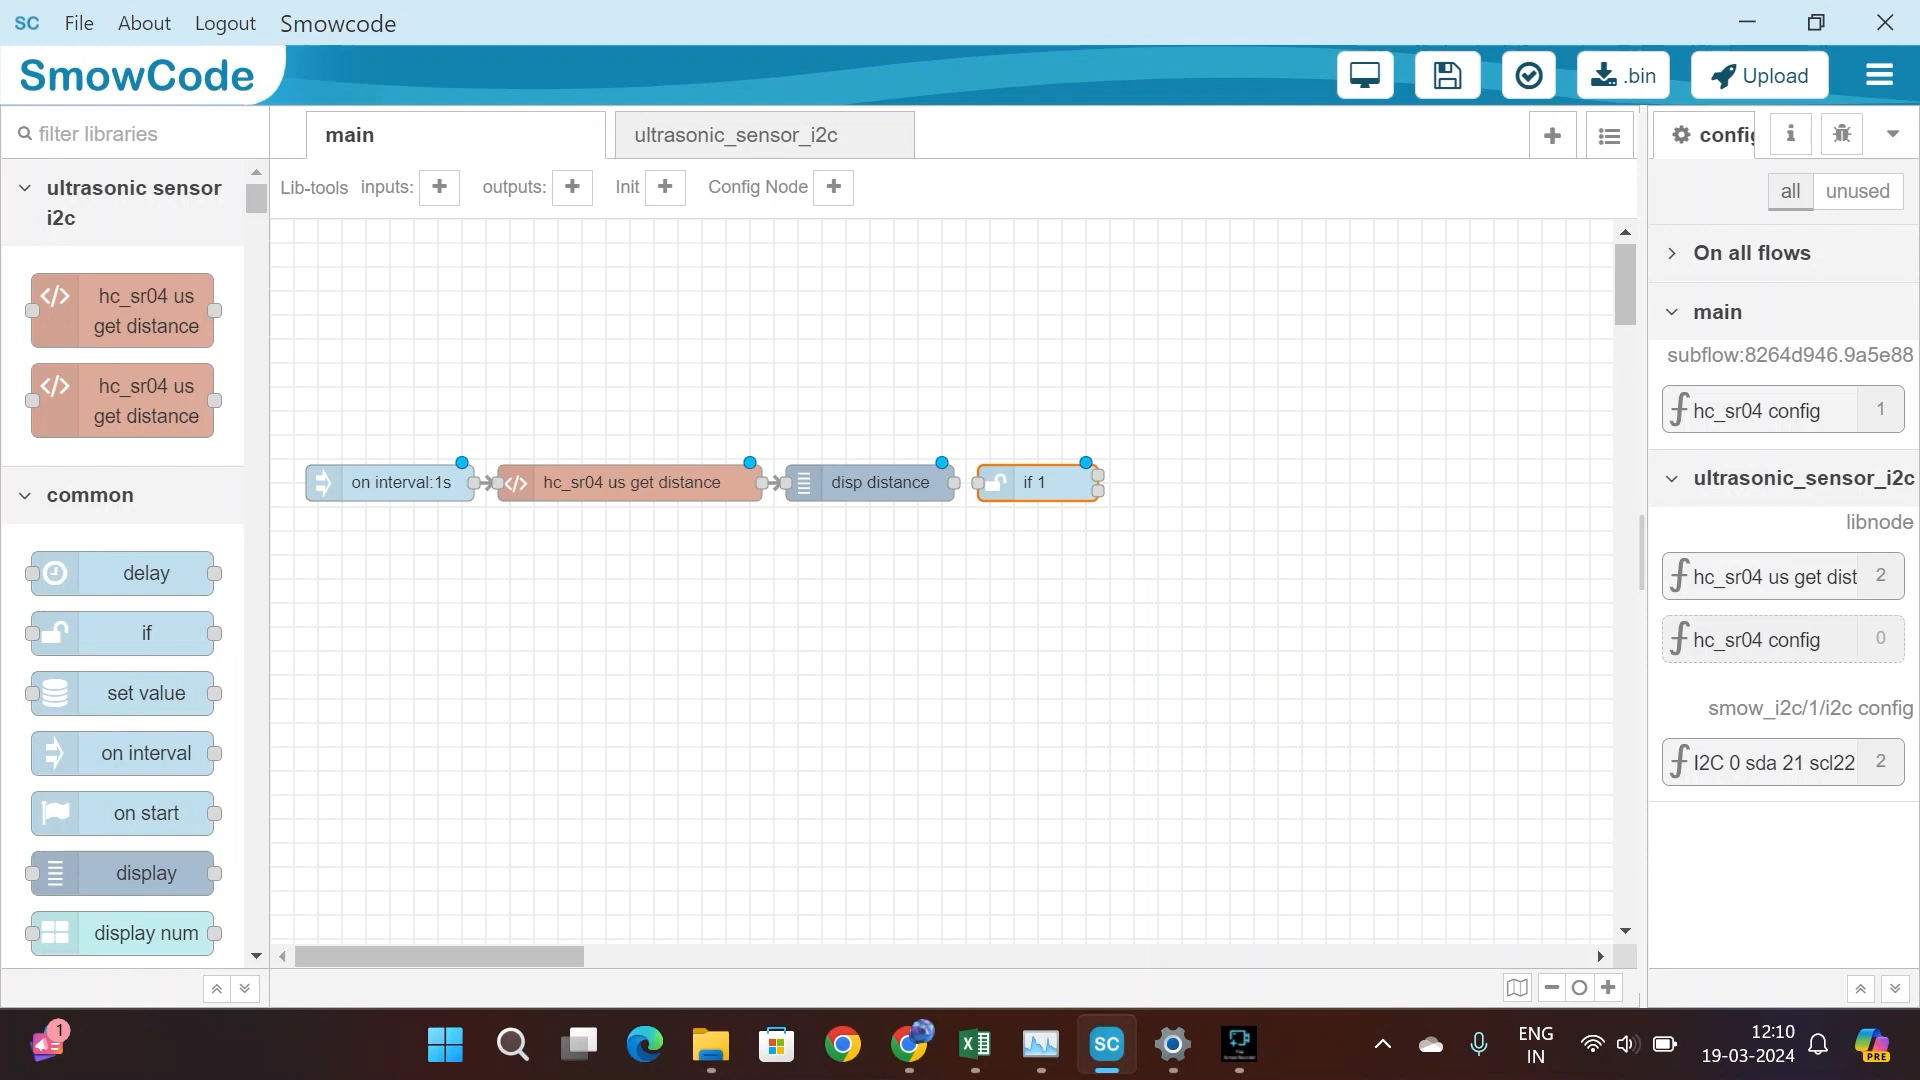 SC File About Logout Smowcode
SmowCode
.bin
Upload
filter libraries
main
ultrasonic_sensor_i2c
config
all
unused
Lib-tools inputs: outputs: Init Config Node
ultrasonic sensor
i2c
hc_sr04 us
get distance
hc_sr04 us
get distance
common
delay
if
set value
on interval
on start
display
display num
on interval:1s
hc_sr04 us get distance
disp distance
if 1
On all flows
main
subflow:8264d946.9a5e88
hc_sr04 config 1
ultrasonic_sensor_i2c
libnode
hc_sr04 us get dist 2
hc_sr04 config 0
smow_i2c/1/i2c config
I2C 0 sda 21 scl22 2
1
SC
ENG
IN
12:10
19-03-2024
PRE